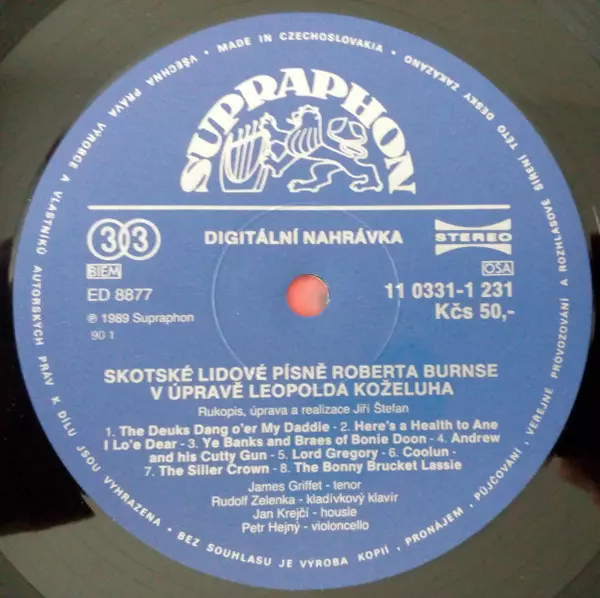 MADE IN CZECHOSLOVAKIA • VŠECHNA PRÁVA VÝROBCE A VLASTNÍKŮ AUTORSKÝCH PRÁV K DÍLU JSOU VYHRAZENA • BEZ SOUHLASU JE VÝROBA KOPIÍ, PRONÁJEM, PŮJČOVÁNÍ, VEŘEJNÉ PROVOZOVÁNÍ A ROZHLASOVÉ ŠÍŘENÍ TÉTO DESKY ZAKÁZÁNO •
SUPRAPHON
33
DIGITÁLNÍ NAHRÁVKA
STEREO
BIEM
OSA
ED 8877
11 0331-1 231
℗ 1989 Supraphon
Kčs 50,-
90 1
SKOTSKÉ LIDOVÉ PÍSNĚ ROBERTA BURNSE
V ÚPRAVĚ LEOPOLDA KOŽELUHA
Rukopis, úprava a realizace Jiří Štefan
1. The Deuks Dang o'er My Daddie - 2. Here's a Health to Ane
I Lo'e Dear - 3. Ye Banks and Braes of Bonie Doon - 4. Andrew
and his Cutty Gun - 5. Lord Gregory - 6. Coolun -
7. The Siller Crown - 8. The Bonny Brucket Lassie
James Griffet - tenor
Rudolf Zelenka - kladívkový klavír
Jan Krejčí - housle
Petr Hejný - violoncello